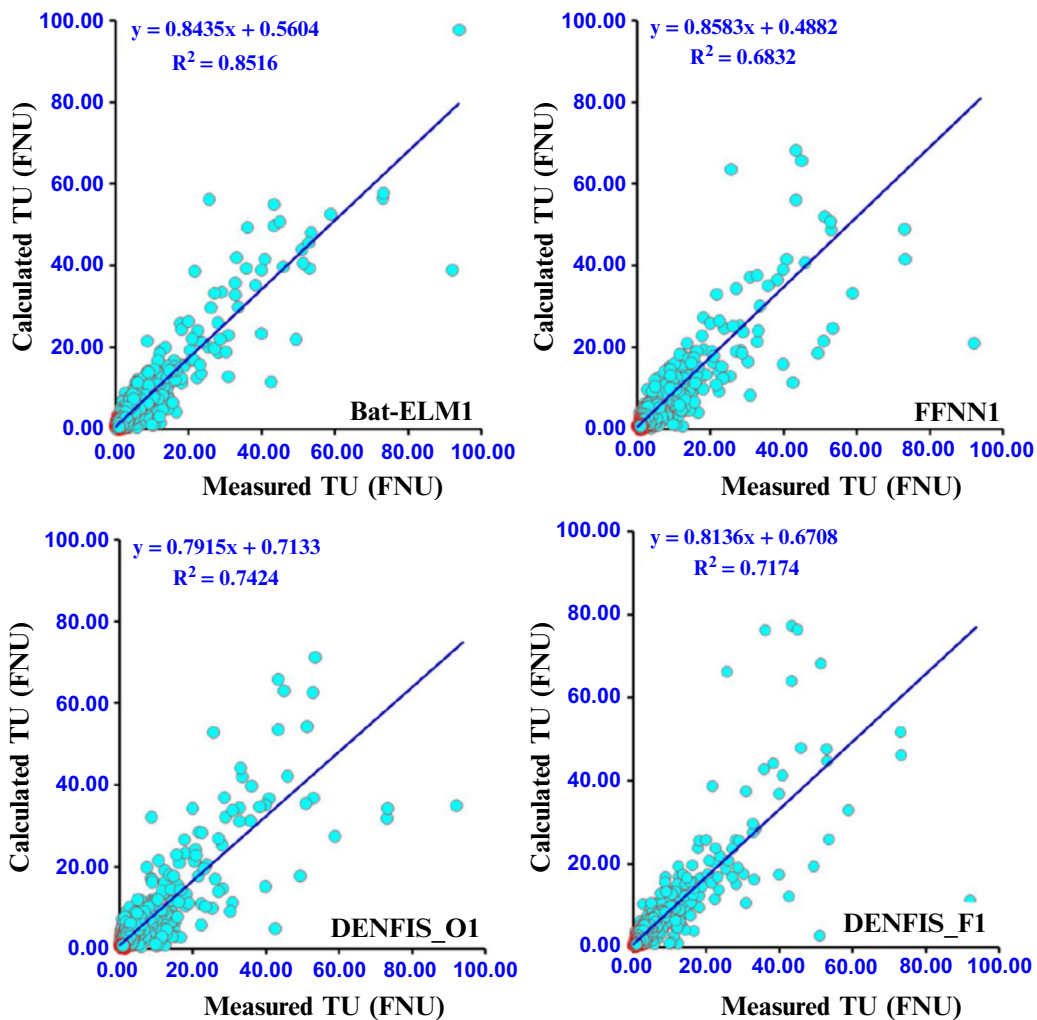 100.00
80.00
60.00
40.00
20.00
0.00
Calculated TU (FNU)
y = 0.8435x + 0.5604
R² = 0.8516
Bat-ELM1
0.00 20.00 40.00 60.00 80.00 100.00
Measured TU (FNU)
100.00
80.00
60.00
40.00
20.00
0.00
Calculated TU (FNU)
y = 0.8583x + 0.4882
R² = 0.6832
FFNN1
0.00 20.00 40.00 60.00 80.00 100.00
Measured TU (FNU)
100.00
80.00
60.00
40.00
20.00
0.00
Calculated TU (FNU)
y = 0.7915x + 0.7133
R² = 0.7424
DENFIS_O1
0.00 20.00 40.00 60.00 80.00 100.00
Measured TU (FNU)
100.00
80.00
60.00
40.00
20.00
0.00
Calculated TU (FNU)
y = 0.8136x + 0.6708
R² = 0.7174
DENFIS_F1
0.00 20.00 40.00 60.00 80.00 100.00
Measured TU (FNU)